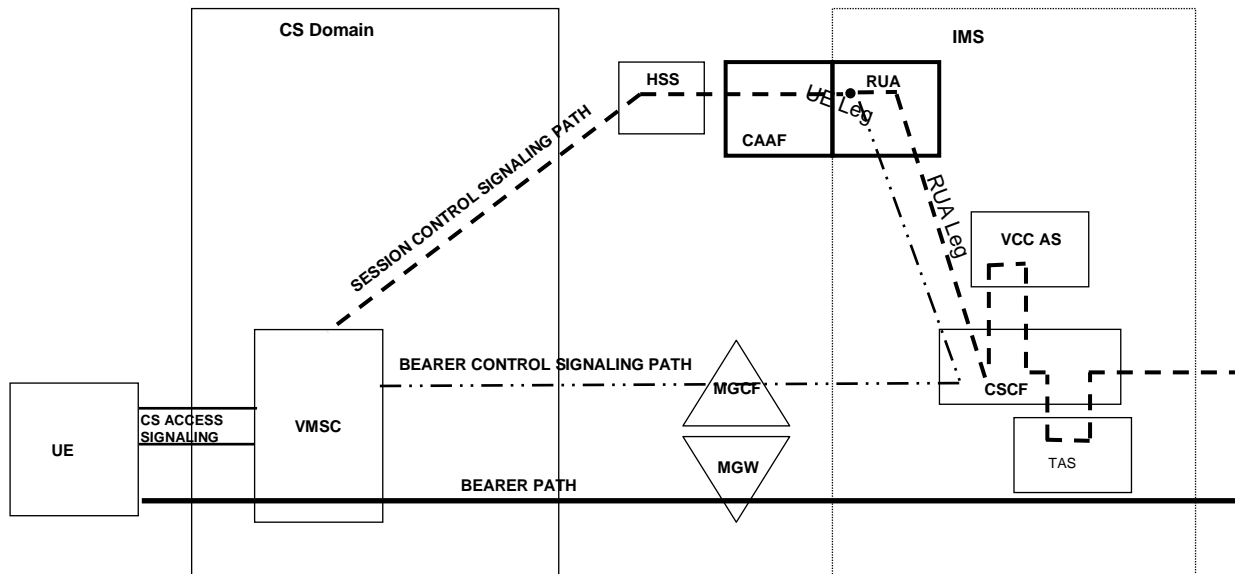 CS Domain
IMS
HSS
RUA
UE Leg
CAAF
SESSION CONTROL SIGNALING PATH
RUA Leg
VCC AS
BEARER CONTROL SIGNALING PATH
MGCF
CSCF
CS ACCESS
SIGNALING
UE
VMSC
MGW
TAS
BEARER PATH